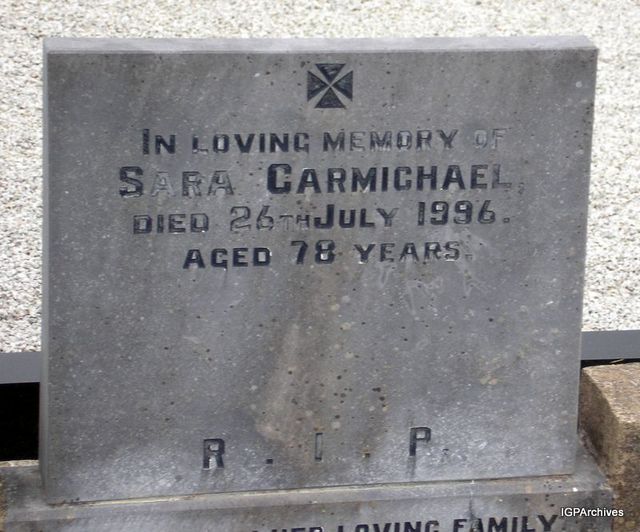 In loving memory of
Sara Carmichael,
died 26th July 1996.
aged 78 years.
R. I. P.
loving family
IGPArchives